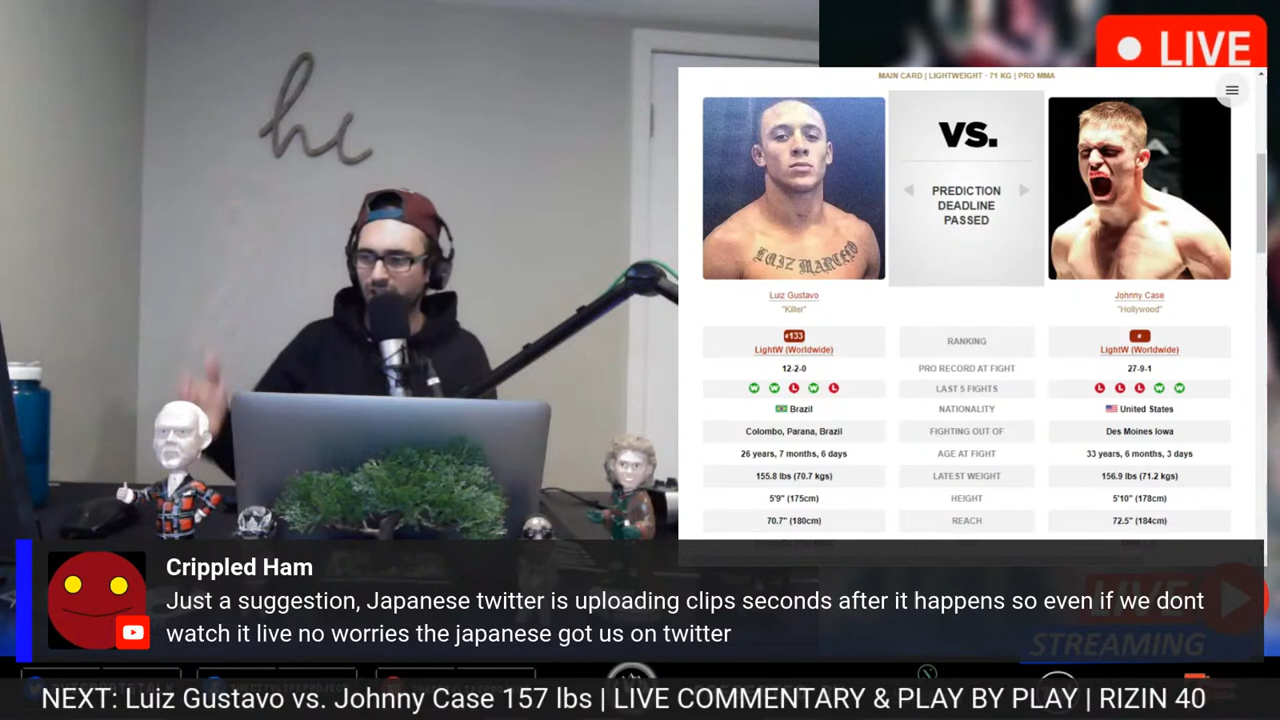 hi
LIVE
MAIN CARD | LIGHTWEIGHT · 71 KG | PRO MMA
VS.
PREDICTION
DEADLINE
PASSED
LUIZ
Luiz Gustavo
"Killer"
Johnny Case
"Hollywood"
#133
LightW (Worldwide)
RANKING
#
LightW (Worldwide)
12-2-0
PRO RECORD AT FIGHT
27-9-1
W W L W L
LAST 5 FIGHTS
L L L W W
Brazil
NATIONALITY
United States
Colombo, Parana, Brazil
FIGHTING OUT OF
Des Moines Iowa
26 years, 7 months, 6 days
AGE AT FIGHT
33 years, 6 months, 3 days
155.8 lbs (70.7 kgs)
LATEST WEIGHT
156.9 lbs (71.2 kgs)
5'9" (175cm)
HEIGHT
5'10" (178cm)
70.7" (180cm)
REACH
72.5" (184cm)
Crippled Ham
Just a suggestion, Japanese twitter is uploading clips seconds after it happens so even if we dont
watch it live no worries the japanese got us on twitter
LIVE
STREAMING
NEXT: Luiz Gustavo vs. Johnny Case 157 lbs | LIVE COMMENTARY & PLAY BY PLAY | RIZIN 40